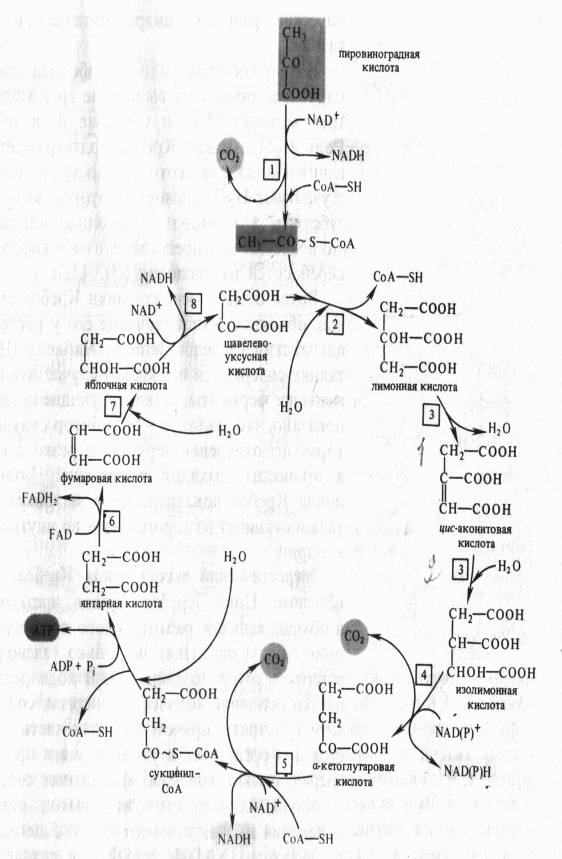 CH₃
CO
COOH
пировиноградная
кислота
NAD⁺
NADH
CO₂
1
CoA—SH
CH₃—CO~S—CoA
NADH
NAD⁺
8
CH₂COOH
CO—COOH
щавелево-
уксусная
кислота
2
CoA—SH
CH₂—COOH
COHCOOH
CH₂—COOH
лимонная кислота
CH₂—COOH
CHOH—COOH
яблочная кислота
7
H₂O
H₂O
3
H₂O
CH—COOH
CH—COOH
фумаровая кислота
CH₂—COOH
C—COOH
CH—COOH
цис-аконитовая
кислота
FADH₂
6
FAD
H₂O
3
H₂O
CH₂—COOH
CH₂—COOH
янтарная кислота
CH₂—COOH
CH—COOH
CHOH—COOH
изолимонная
кислота
ATP
ADP + Pᵢ
CoA—SH
CO₂
CO₂
4
CH₂—COOH
CH₂
CO—S—CoA
сукцинил-
CoA
CH₂—COOH
CH₂
CO—COOH
α-кетоглутаровая
кислота
NAD(P)⁺
NAD(P)H
5
NAD⁺
NADH
CoA—SH